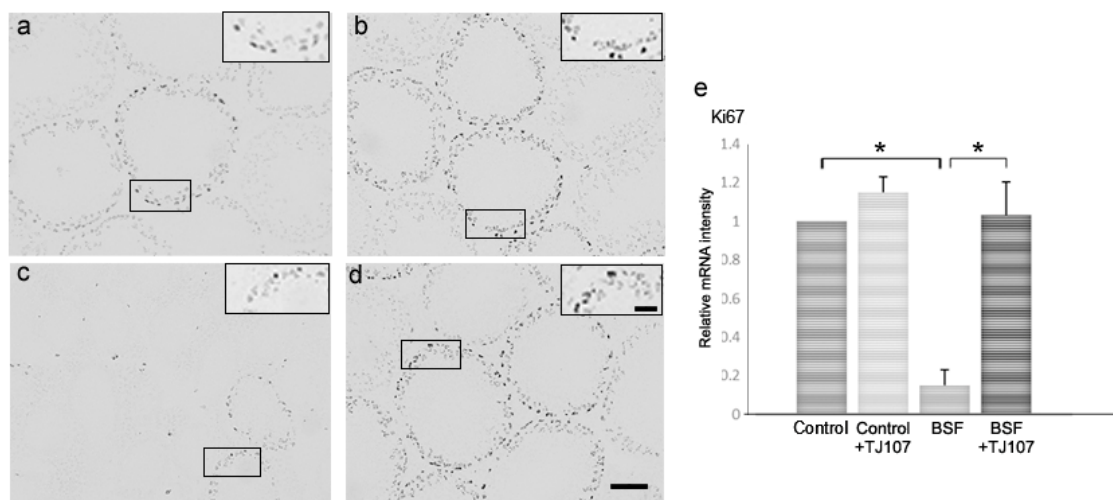 a
b
c
d
e
Ki67
Relative mRNA intensity
1.4
1.2
1
0.8
0.6
0.4
0.2
0
*
*
Control
Control
+TJ107
BSF
BSF
+TJ107